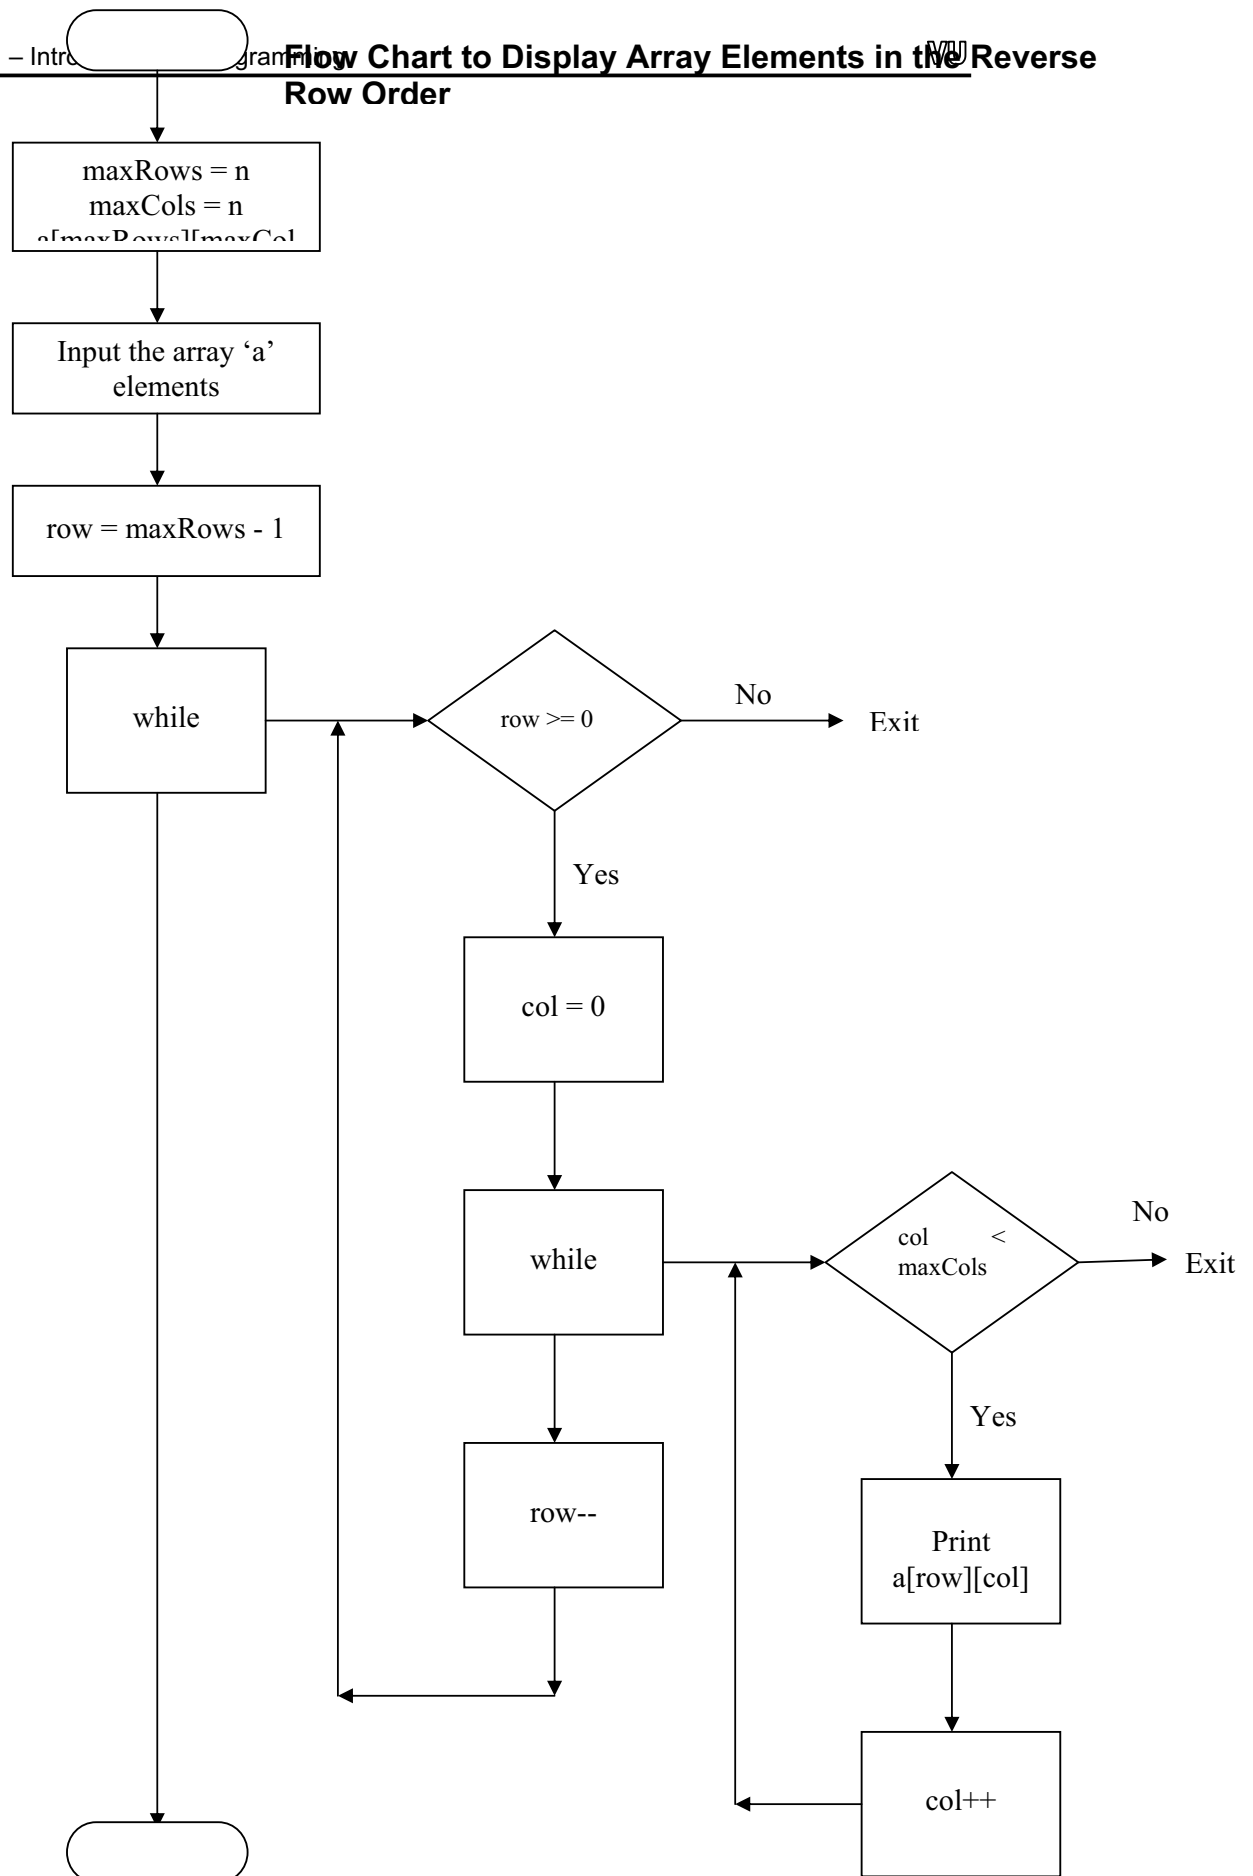 – Intro gramming
VU
Flow Chart to Display Array Elements in the Reverse
Row Order
maxRows = n
maxCols = n
a[maxRows][maxCol
Input the array ‘a’
elements
row = maxRows - 1
while
row >= 0
No
Exit
Yes
col = 0
while
col <
maxCols
No
Exit
Yes
row--
Print
a[row][col]
col++